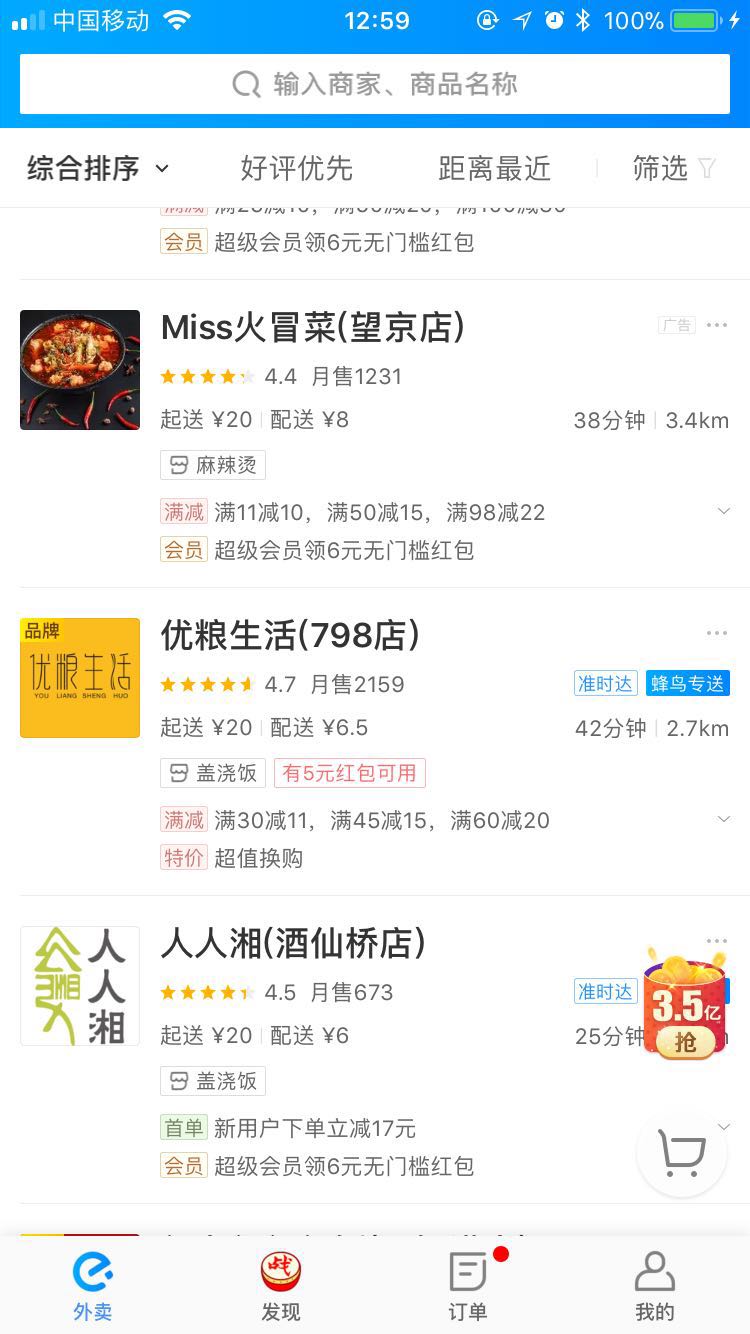 中国移动 12:59 100%
输入商家、商品名称
综合排序 好评优先 距离最近 筛选
会员 超级会员领6元无门槛红包
Miss火冒菜(望京店) 广告
4.4 月售1231
起送 ¥20 配送 ¥8 38分钟 3.4km
麻辣烫
满减 满11减10，满50减15，满98减22
会员 超级会员领6元无门槛红包
品牌 优粮生活(798店)
优粮生活
YOU LIANG SHENG HUO
4.7 月售2159 准时达 蜂鸟专送
起送 ¥20 配送 ¥6.5 42分钟 2.7km
盖浇饭 有5元红包可用
满减 满30减11，满45减15，满60减20
特价 超值换购
人人湘 人人湘(酒仙桥店)
4.5 月售673 准时达
起送 ¥20 配送 ¥6 25分钟
3.5亿
抢
盖浇饭
首单 新用户下单立减17元
会员 超级会员领6元无门槛红包
战
外卖 发现 订单 我的